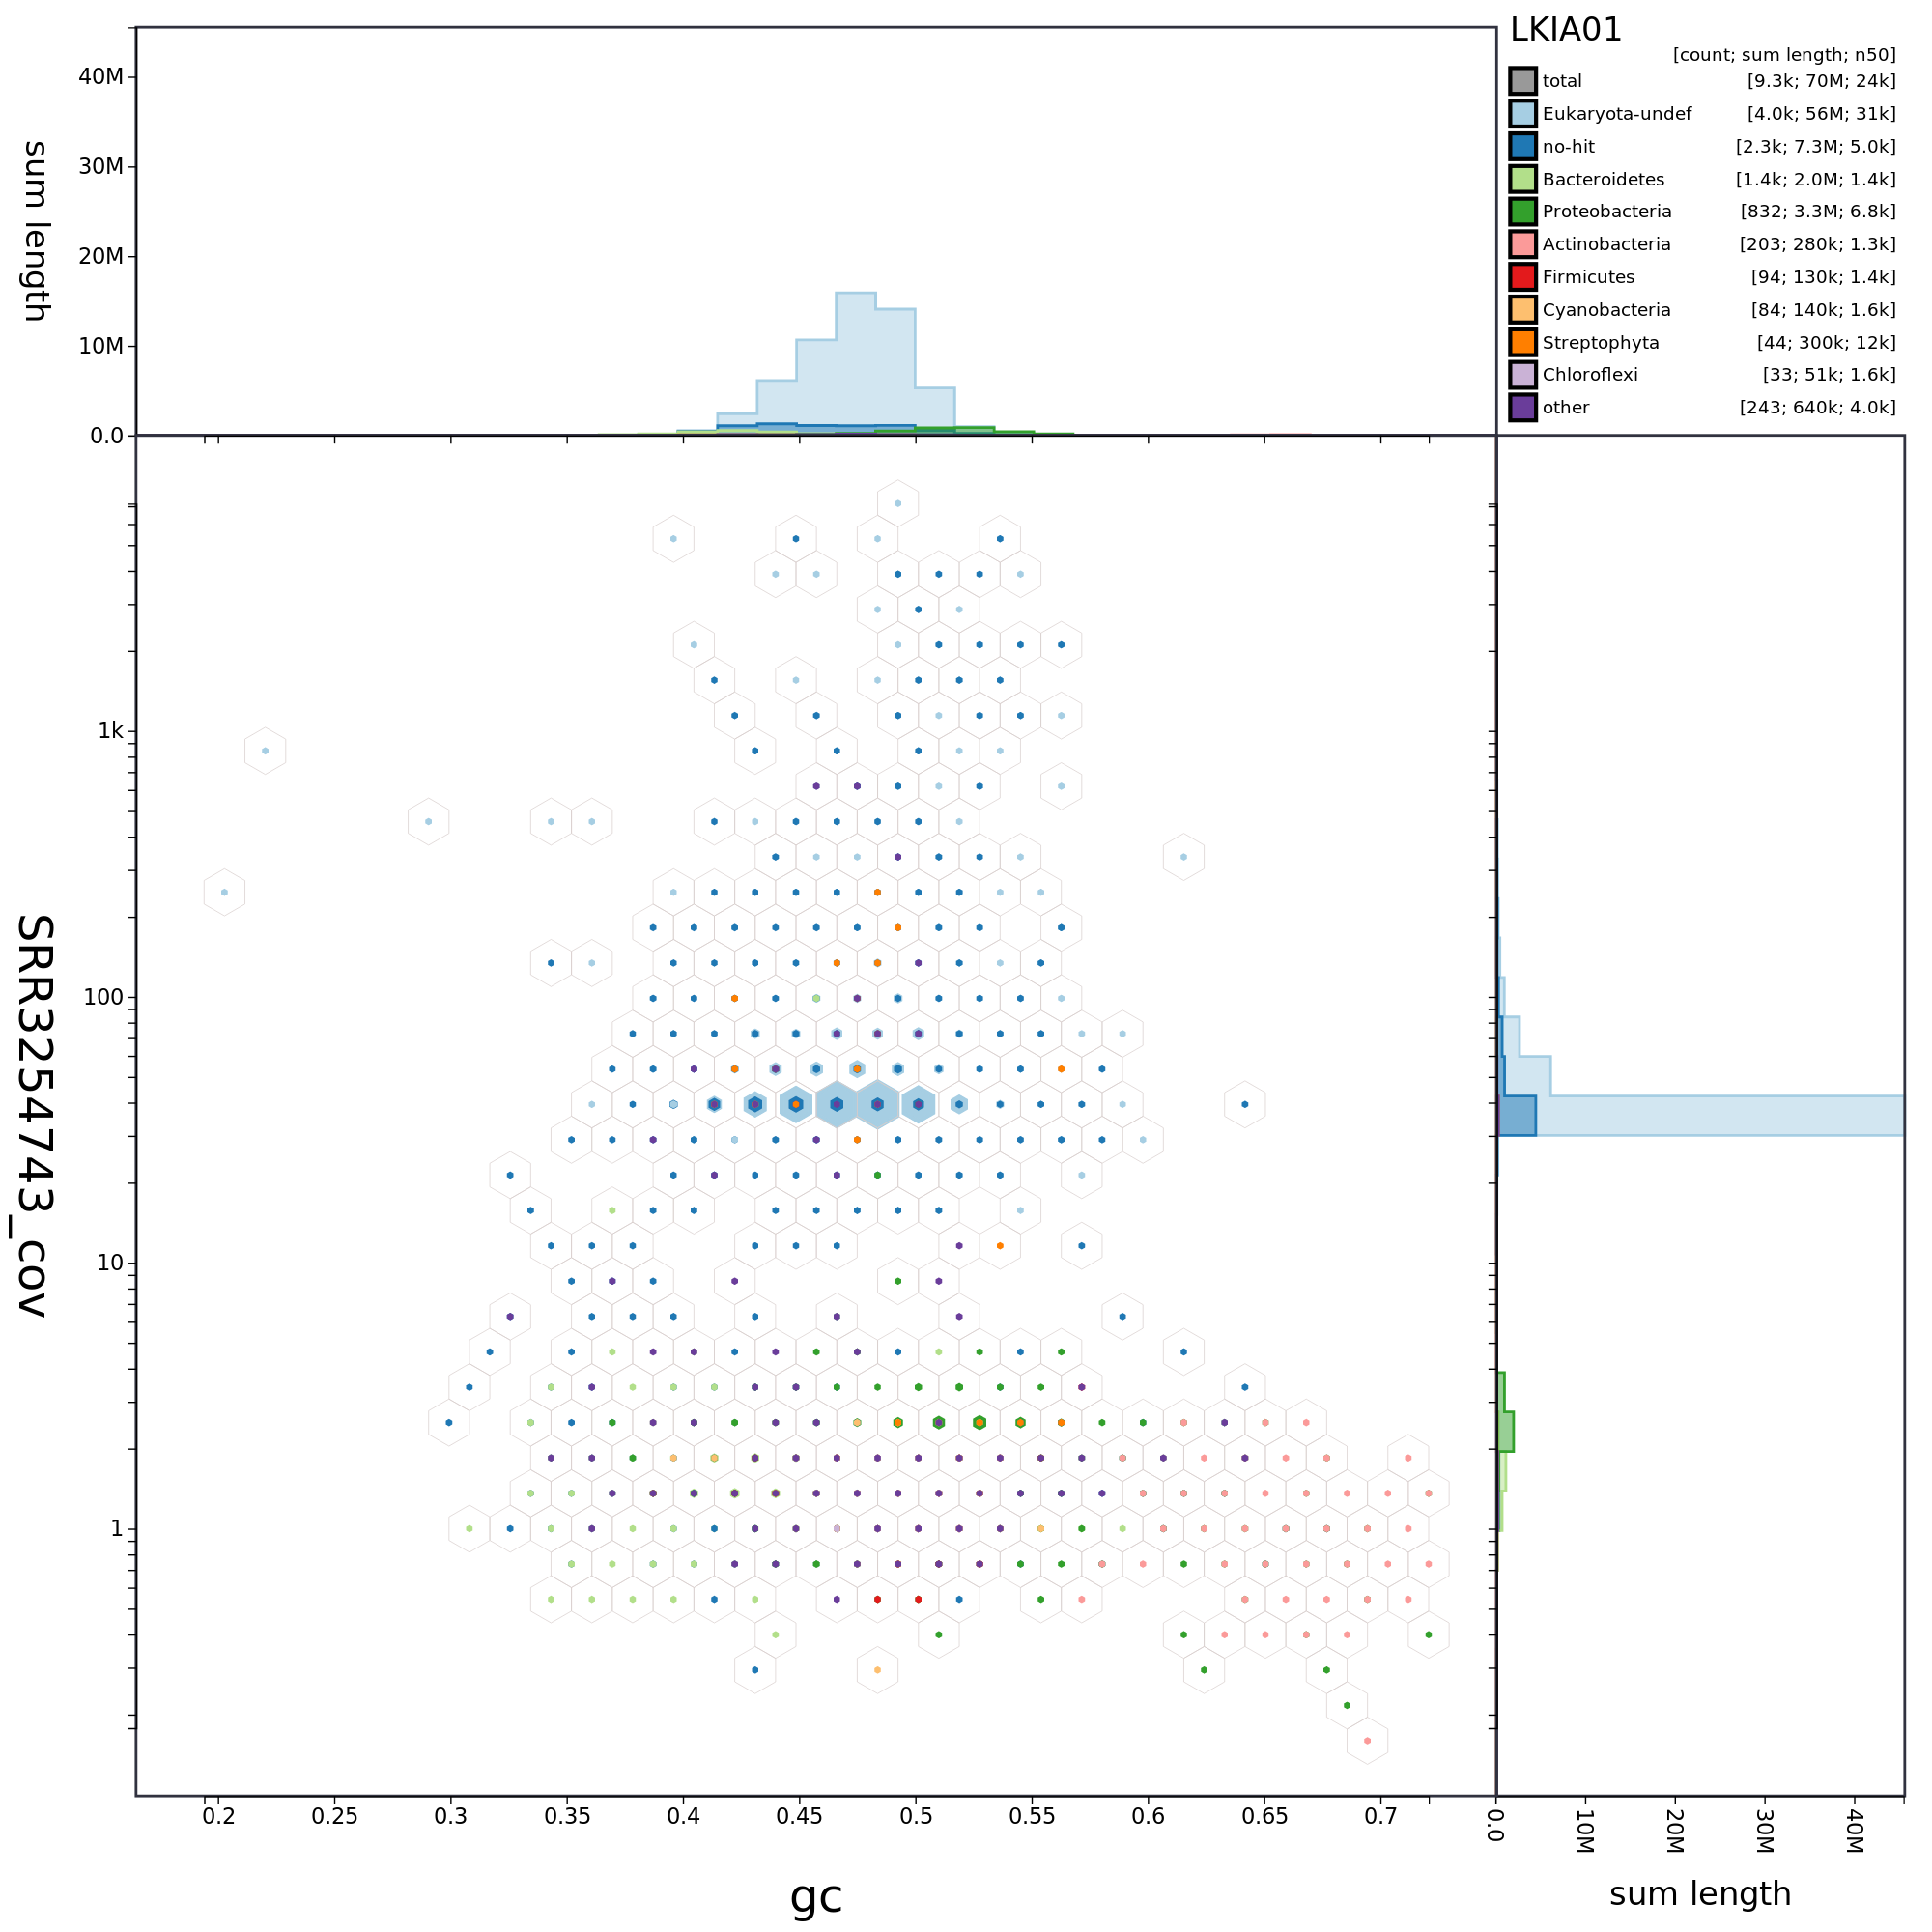 LKIA01
[count; sum length; n50]
total [9.3k; 70M; 24k]
Eukaryota-undef [4.0k; 56M; 31k]
no-hit [2.3k; 7.3M; 5.0k]
Bacteroidetes [1.4k; 2.0M; 1.4k]
Proteobacteria [832; 3.3M; 6.8k]
Actinobacteria [203; 280k; 1.3k]
Firmicutes [94; 130k; 1.4k]
Cyanobacteria [84; 140k; 1.6k]
Streptophyta [44; 300k; 12k]
Chloroflexi [33; 51k; 1.6k]
other [243; 640k; 4.0k]
sum length
40M
30M
20M
10M
0.0
SRR3254743_cov
1k
100
10
1
0.2 0.25 0.3 0.35 0.4 0.45 0.5 0.55 0.6 0.65 0.7
gc
0.0 10M 20M 30M 40M
sum length